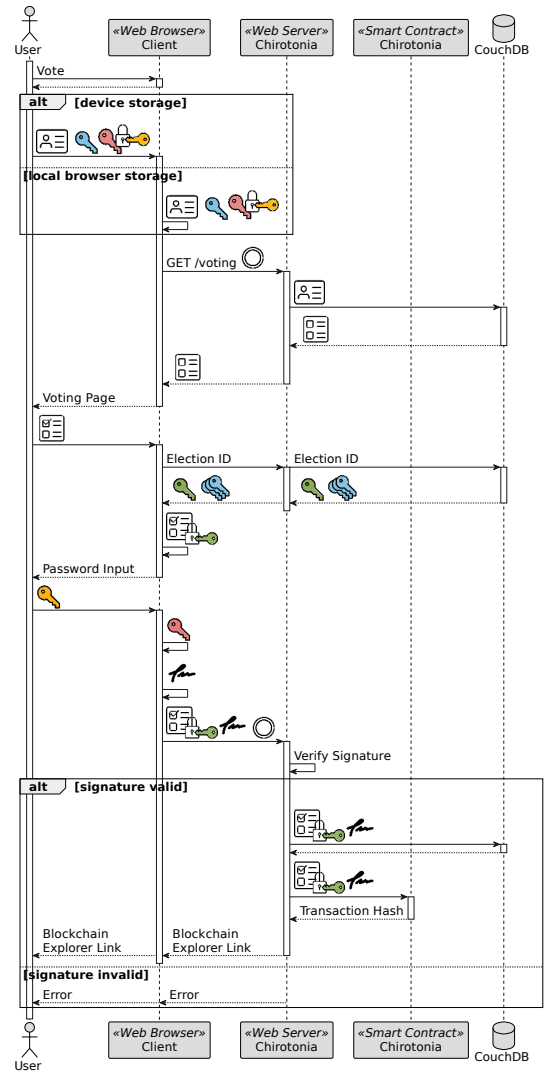 «Web Browser» «Web Server» «Smart Contract»
User Client Chirotonia Chirotonia CouchDB
Vote
alt [device storage]
[local browser storage]
GET /voting
Voting Page
Election ID Election ID
Password Input
Verify Signature
alt [signature valid]
Transaction Hash
Blockchain Blockchain
Explorer Link Explorer Link
[signature invalid]
Error Error
«Web Browser» «Web Server» «Smart Contract»
User Client Chirotonia Chirotonia CouchDB